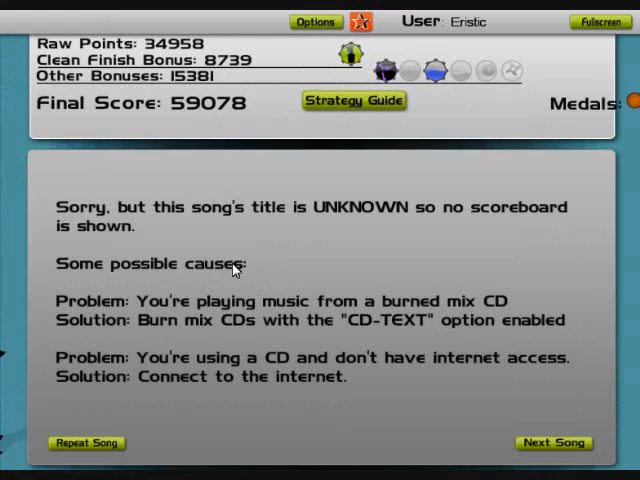 Options
User: Eristic
Fullscreen
Raw Points: 34958
Clean Finish Bonus: 8739
Other Bonuses: 15381
Final Score: 59078
Strategy Guide
Medals:
Sorry, but this song's title is UNKNOWN so no scoreboard
is shown.
Some possible causes:
Problem: You're playing music from a burned mix CD
Solution: Burn mix CDs with the "CD-TEXT" option enabled
Problem: You're using a CD and don't have internet access.
Solution: Connect to the internet.
Repeat Song
Next Song